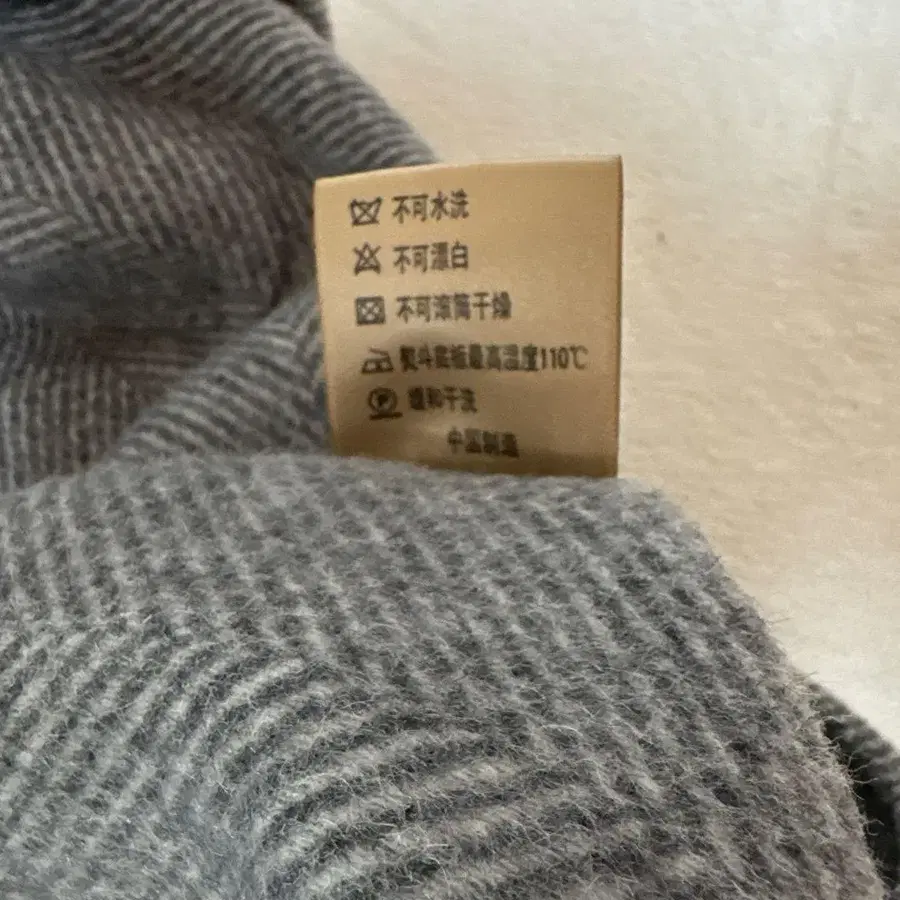 不可水洗
不可漂白
不可滚筒干燥
熨斗底板最高温度110℃
缓和干洗
中国制造